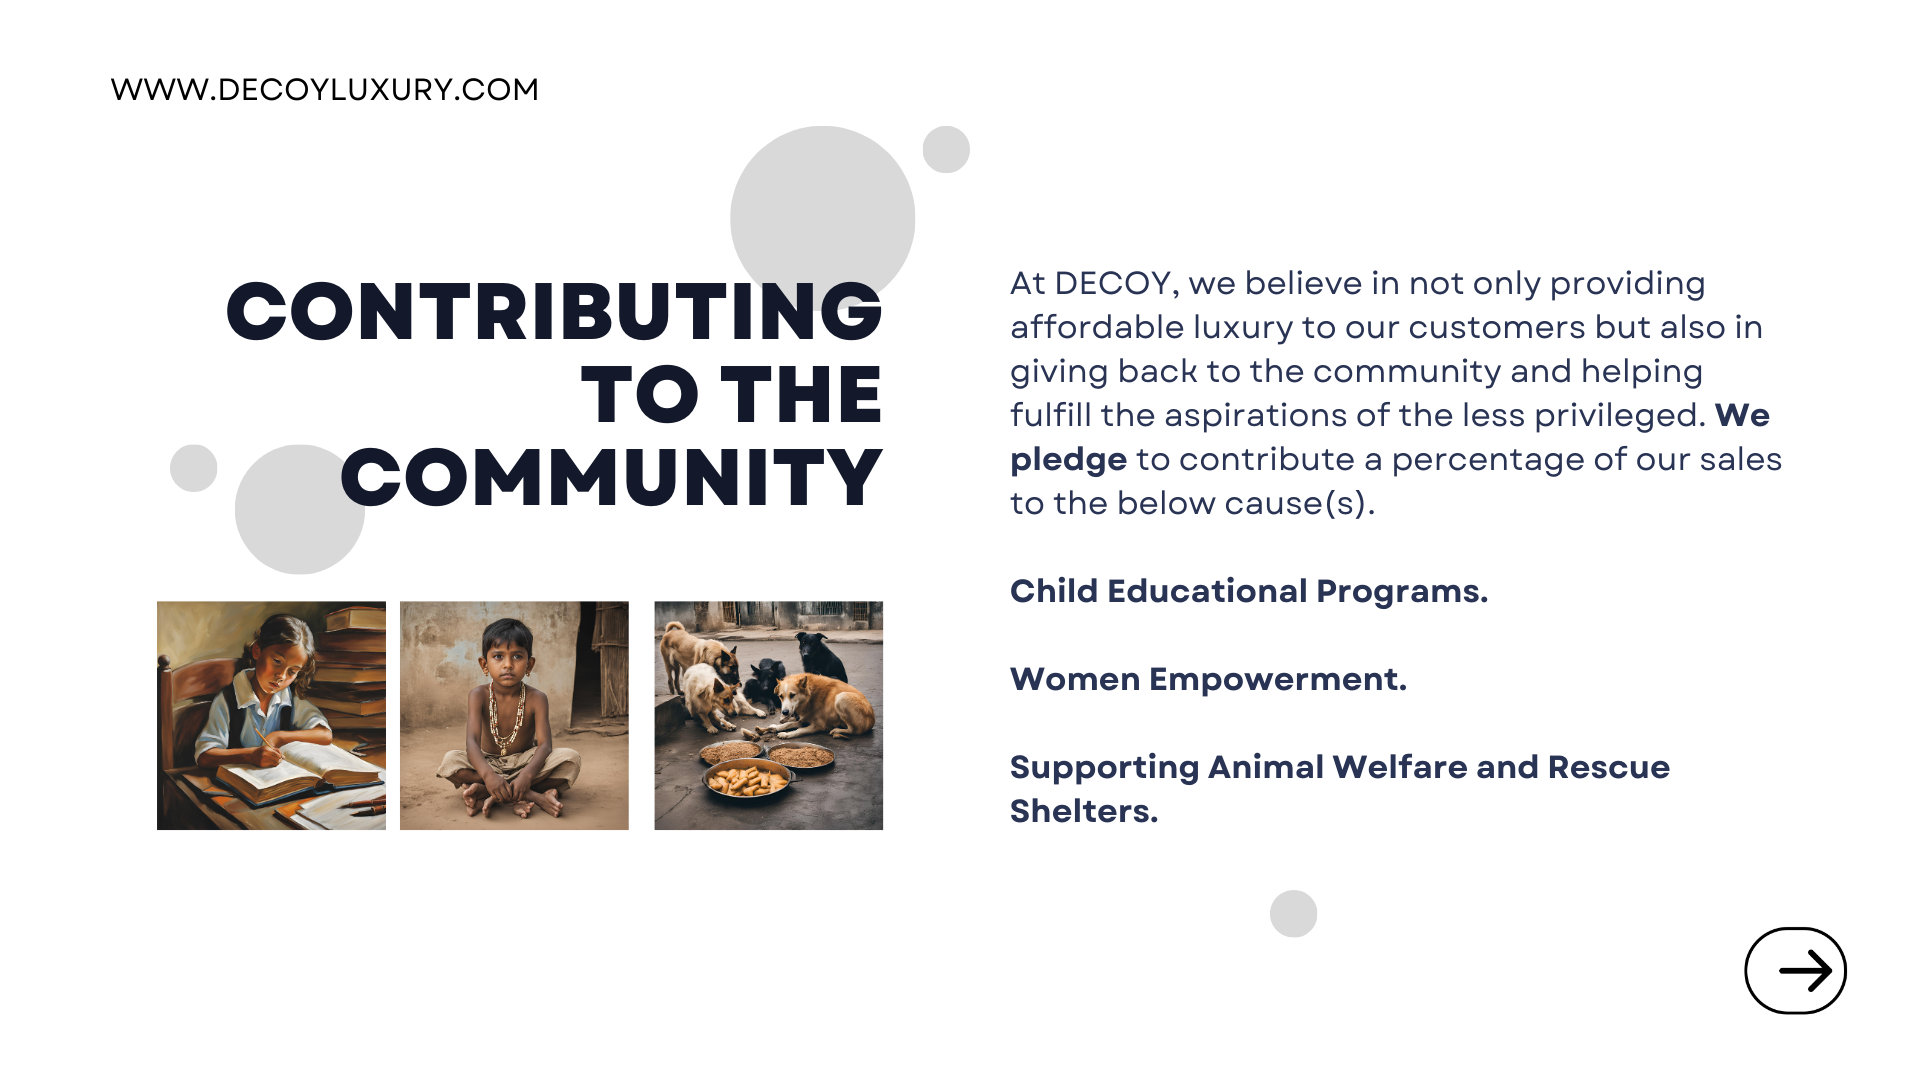 WWW.DECOYLUXURY.COM
CONTRIBUTING
TO THE
COMMUNITY
At DECOY, we believe in not only providing
affordable luxury to our customers but also in
giving back to the community and helping
fulfill the aspirations of the less privileged. We
pledge to contribute a percentage of our sales
to the below cause(s).
Child Educational Programs.
Women Empowerment.
Supporting Animal Welfare and Rescue
Shelters.